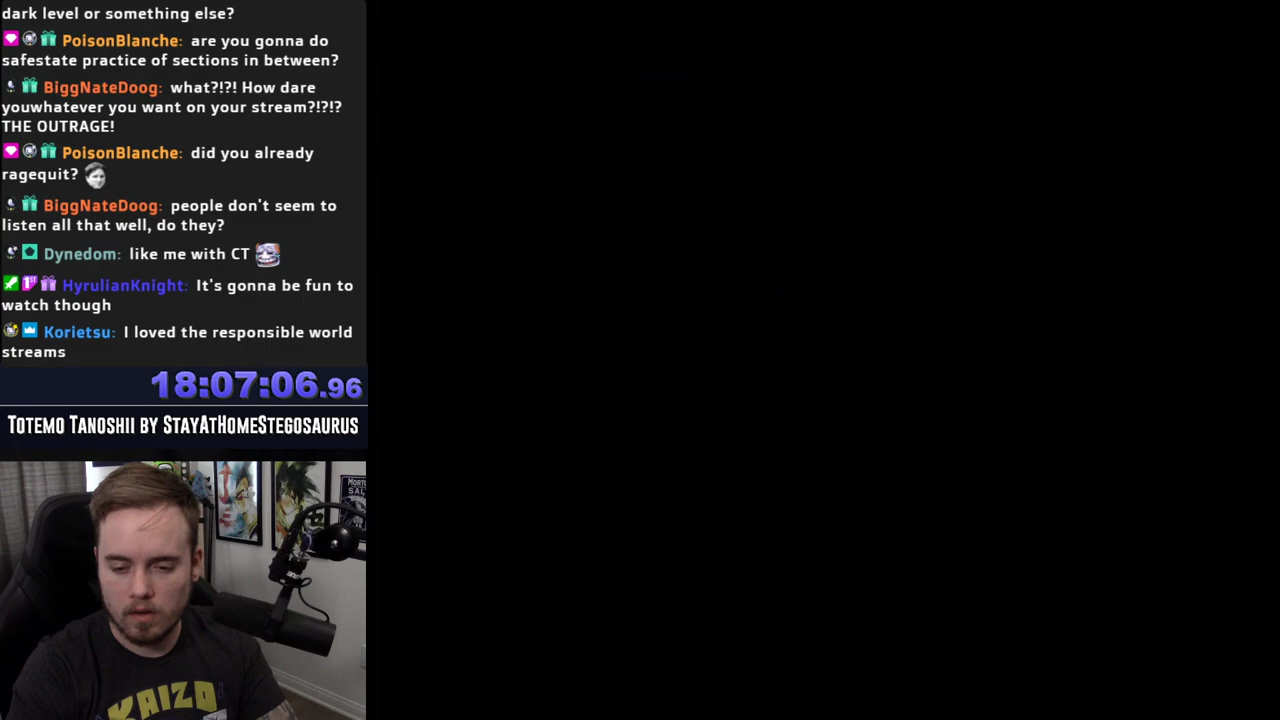 dark level or something else?
PoisonBlanche: are you gonna do
safestate practice of sections in between?
BiggNateDoog: what?!?! How dare
youwhatever you want on your stream?!?!?
THE OUTRAGE!
PoisonBlanche: did you already
ragequit?
BiggNateDoog: people don't seem to
listen all that well, do they?
Dynedom: like me with CT
HyrulianKnight: It's gonna be fun to
watch though
Korietsu: I loved the responsible world
streams
18:07:06.96
Totemo Tanoshii by StayAtHomeStegosaurus
KAIZO